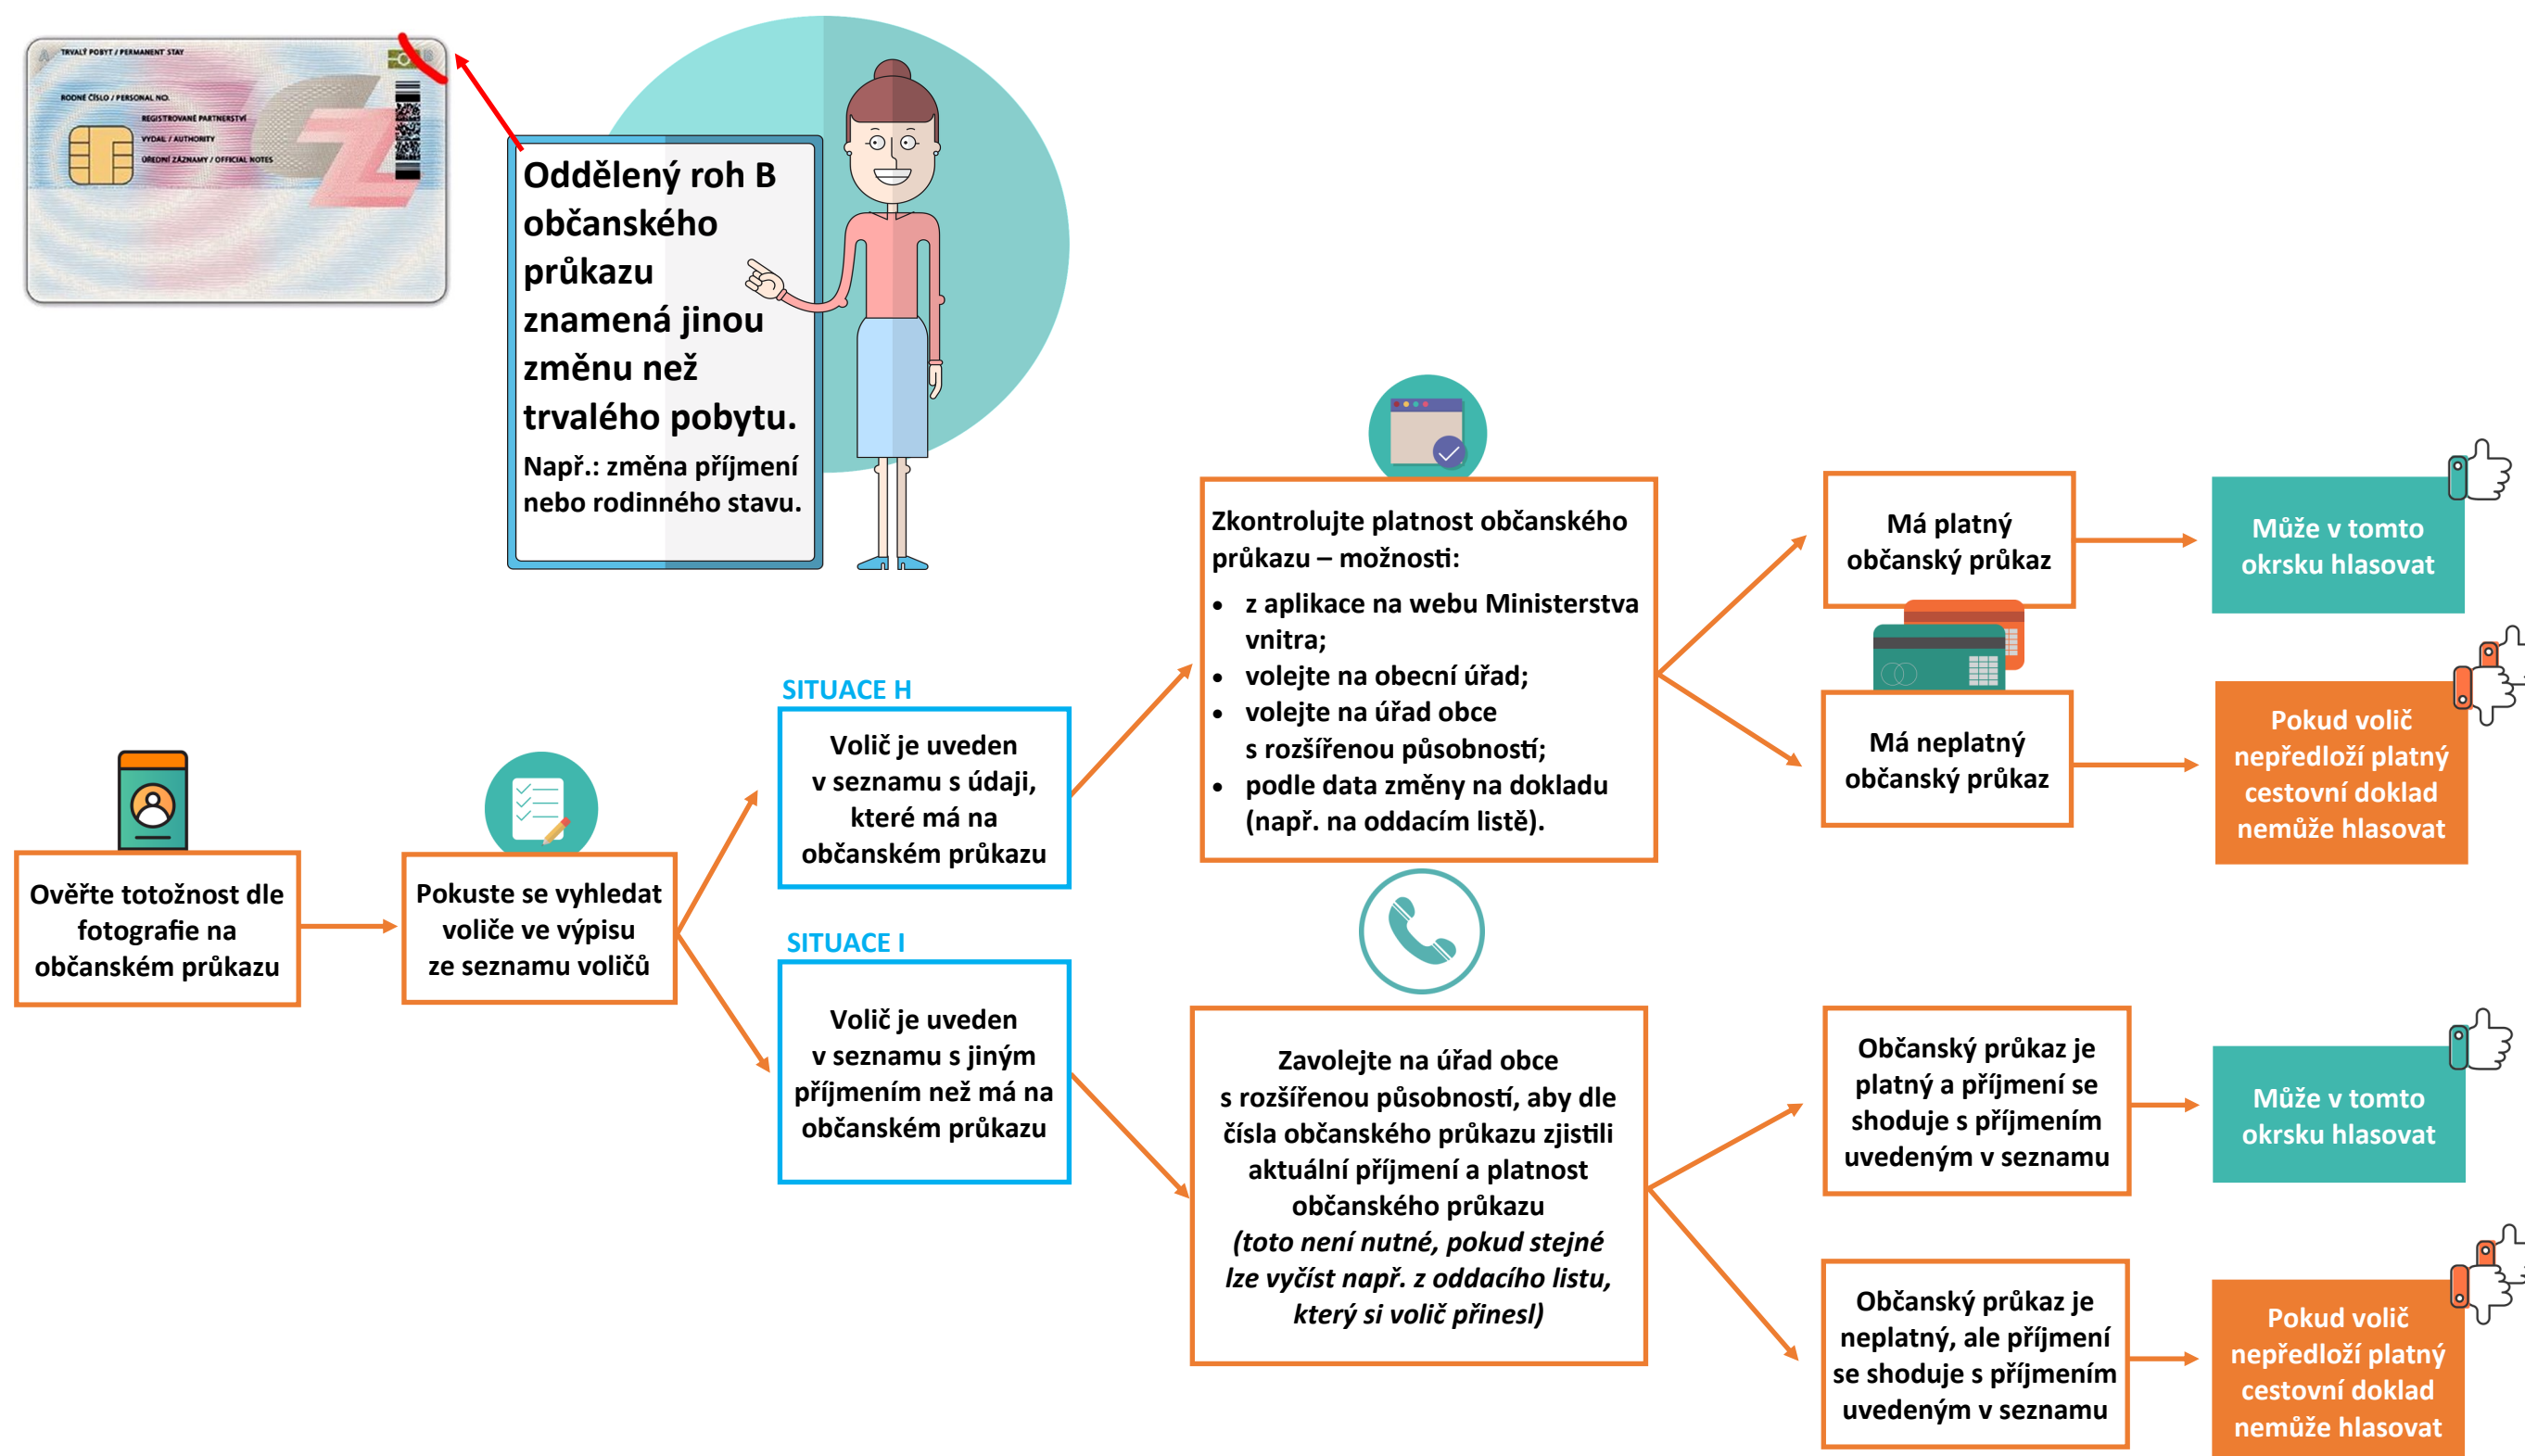 A
TRVALÝ POBYT / PERMANENT STAY
B
RODNÉ ČÍSLO / PERSONAL NO.
REGISTROVANÉ PARTNERSTVÍ
VYDAL / AUTHORITY
ÚŘEDNÍ ZÁZNAMY / OFFICIAL NOTES
CZ
Oddělený roh B
občanského
průkazu
znamená jinou
změnu než
trvalého pobytu.
Např.: změna příjmení
nebo rodinného stavu.
Ověřte totožnost dle
fotografie na
občanském průkazu
Pokuste se vyhledat
voliče ve výpisu
ze seznamu voličů
SITUACE H
Volič je uveden
v seznamu s údaji,
které má na
občanském průkazu
Zkontrolujte platnost občanského
průkazu – možnosti:
• z aplikace na webu Ministerstva
vnitra;
• volejte na obecní úřad;
• volejte na úřad obce
s rozšířenou působností;
• podle data změny na dokladu
(např. na oddacím listě).
Má platný
občanský průkaz
Může v tomto
okrsku hlasovat
Má neplatný
občanský průkaz
Pokud volič
nepředloží platný
cestovní doklad
nemůže hlasovat
SITUACE I
Volič je uveden
v seznamu s jiným
příjmením než má na
občanském průkazu
Zavolejte na úřad obce
s rozšířenou působností, aby dle
čísla občanského průkazu zjistili
aktuální příjmení a platnost
občanského průkazu
(toto není nutné, pokud stejné
lze vyčíst např. z oddacího listu,
který si volič přinesl)
Občanský průkaz je
platný a příjmení se
shoduje s příjmením
uvedeným v seznamu
Může v tomto
okrsku hlasovat
Občanský průkaz je
neplatný, ale příjmení
se shoduje s příjmením
uvedeným v seznamu
Pokud volič
nepředloží platný
cestovní doklad
nemůže hlasovat